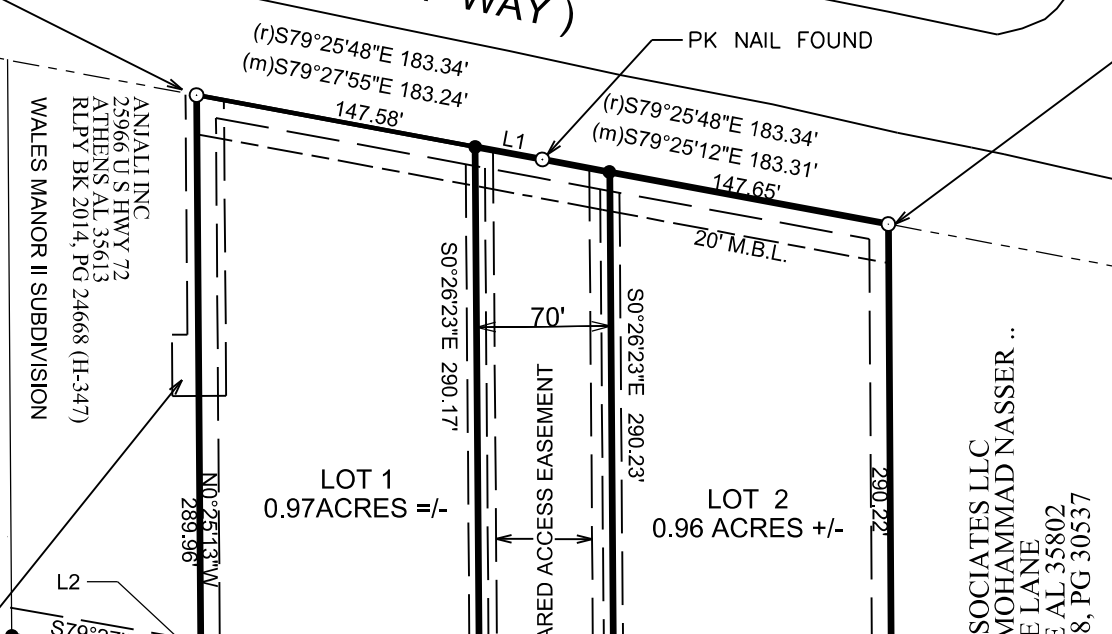 WAY )
PK NAIL FOUND
(r)S79°25'48"E 183.34'
(m)S79°27'55"E 183.24'
147.58'
L1
(r)S79°25'48"E 183.34'
(m)S79°25'12"E 183.31'
147.65'
20' M.B.L.
ANJALI INC
25966 U S HWY 72
ATHENS AL 35613
RLPY BK 2014, PG 24668 (H-347)
WALES MANOR II SUBDIVISION
S0°26'23"E 290.17'
70'
S0°26'23"E 290.23'
ARED ACCESS EASEMENT
LOT 1
0.97ACRES =/-
LOT 2
0.96 ACRES +/-
N0°25'13"W
289.96'
290.22'
L2
S79°27'
SOCIATES LLC
MOHAMMAD NASSER ..
E LANE
E AL 35802
8, PG 30537